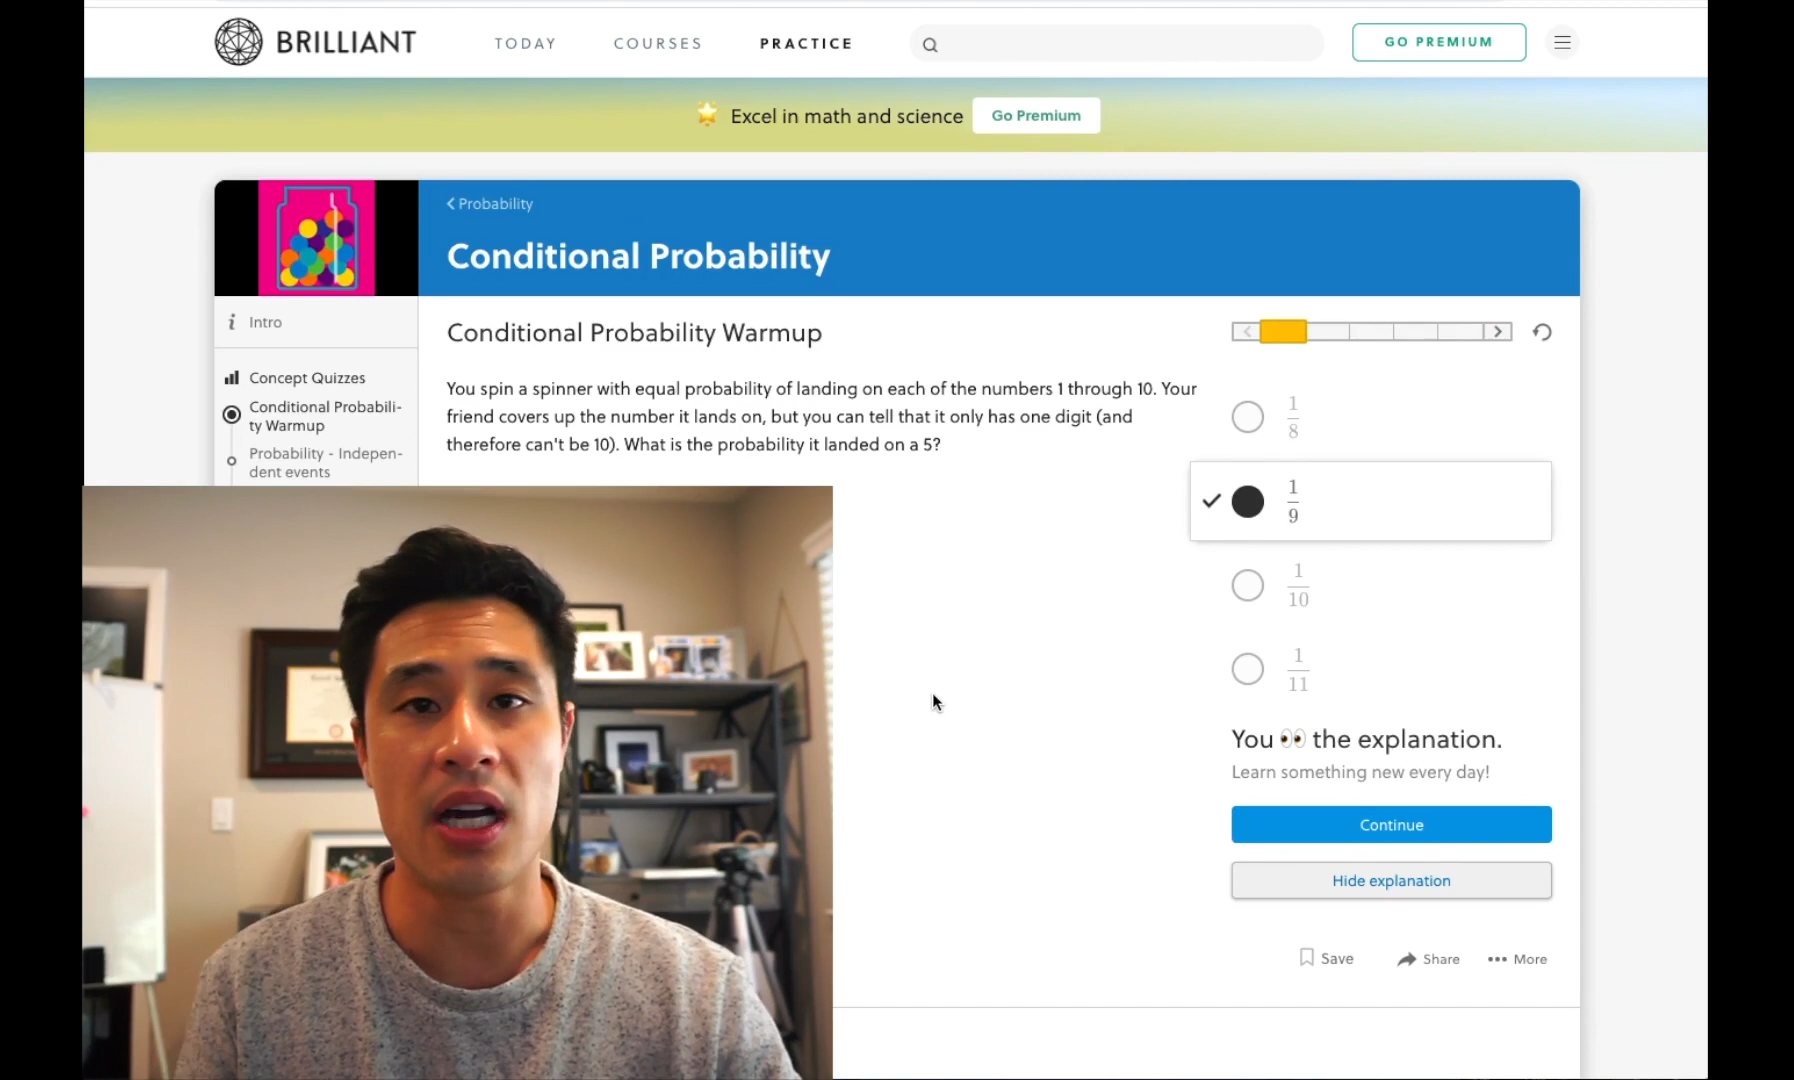 BRILLIANT
TODAY COURSES PRACTICE
GO PREMIUM
Excel in math and science Go Premium
Probability
Conditional Probability
Intro
Concept Quizzes
Conditional Probabili-
ty Warmup
Probability - Indepen-
dent events
Conditional Probability Warmup
You spin a spinner with equal probability of landing on each of the numbers 1 through 10. Your
friend covers up the number it lands on, but you can tell that it only has one digit (and
therefore can't be 10). What is the probability it landed on a 5?
1
8
1
9
1
10
1
11
You 👀 the explanation.
Learn something new every day!
Continue
Hide explanation
Save Share More